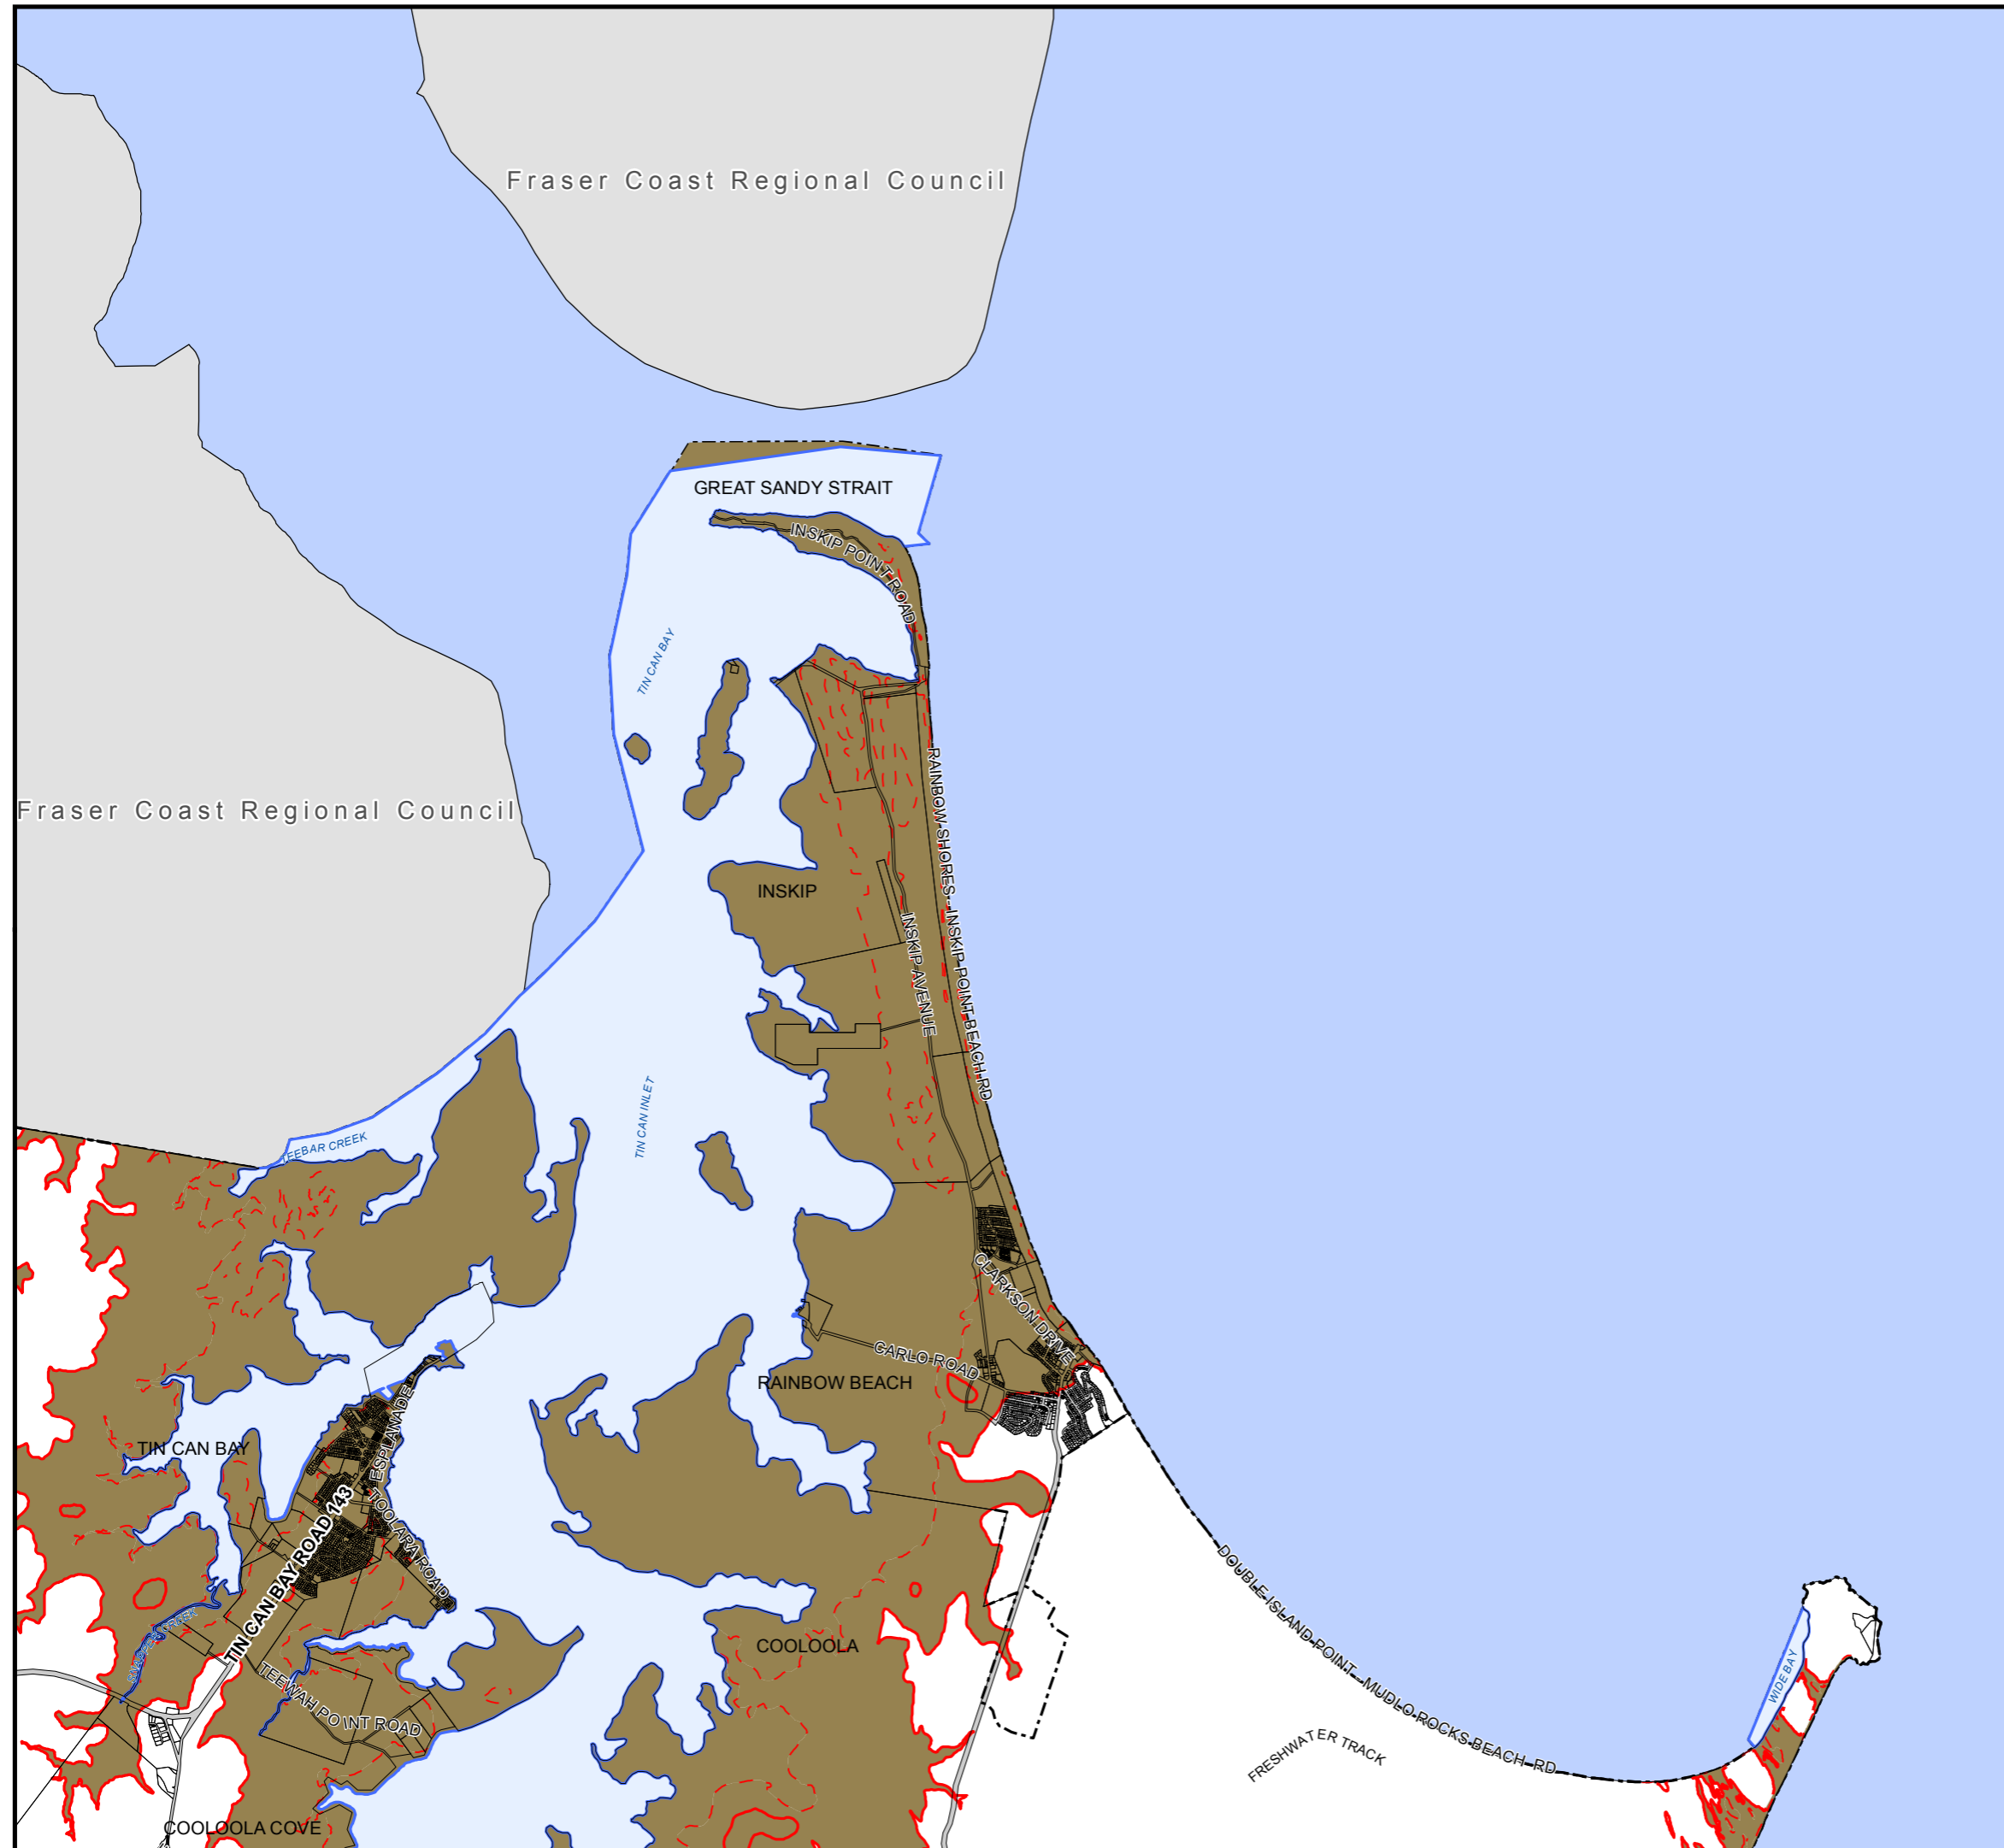 Fraser Coast Regional Council
GREAT SANDY STRAIT
INSKIP POINT ROAD
TIN CAN BAY
RAINBOW SHORES - INSKIP POINT BEACH RD
Fraser Coast Regional Council
INSKIP
INSKIP AVENUE
TIN CAN INLET
TEEBAR CREEK
CLARKSON DRIVE
CARLO ROAD
RAINBOW BEACH
ESPLANADE
TIN CAN BAY
TIN CAN BAY ROAD 143
TOOLARA ROAD
DOUBLE ISLAND POINT - MUDLO ROCKS BEACH RD
COOLOOLA
WIDE BAY
TEEWAH POINT ROAD
FRESHWATER TRACK
COOLOOLA COVE